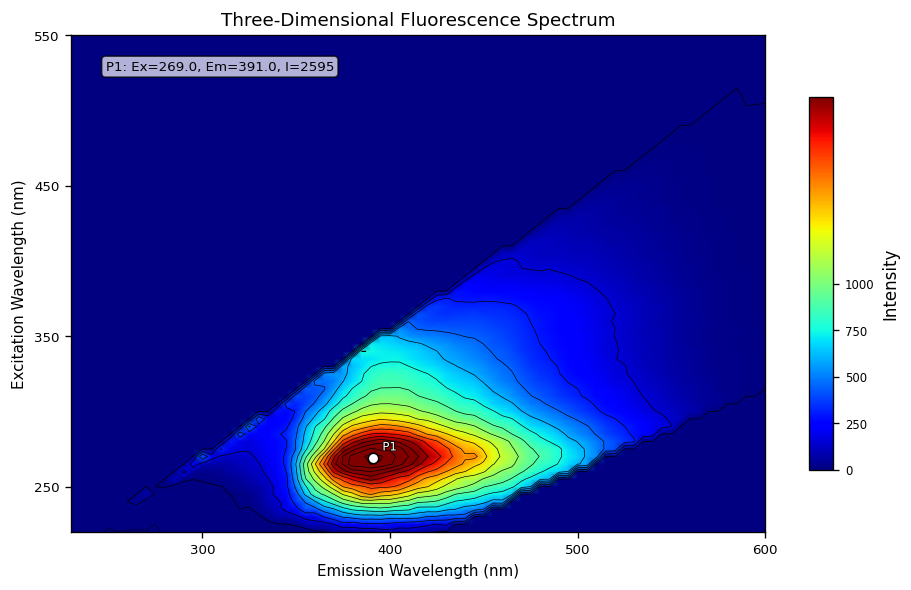 Three-Dimensional Fluorescence Spectrum
550
450
350
250
Excitation Wavelength (nm)
P1: Ex=269.0, Em=391.0, I=2595
P1
300
400
500
600
Emission Wavelength (nm)
1000
750
500
250
0
Intensity